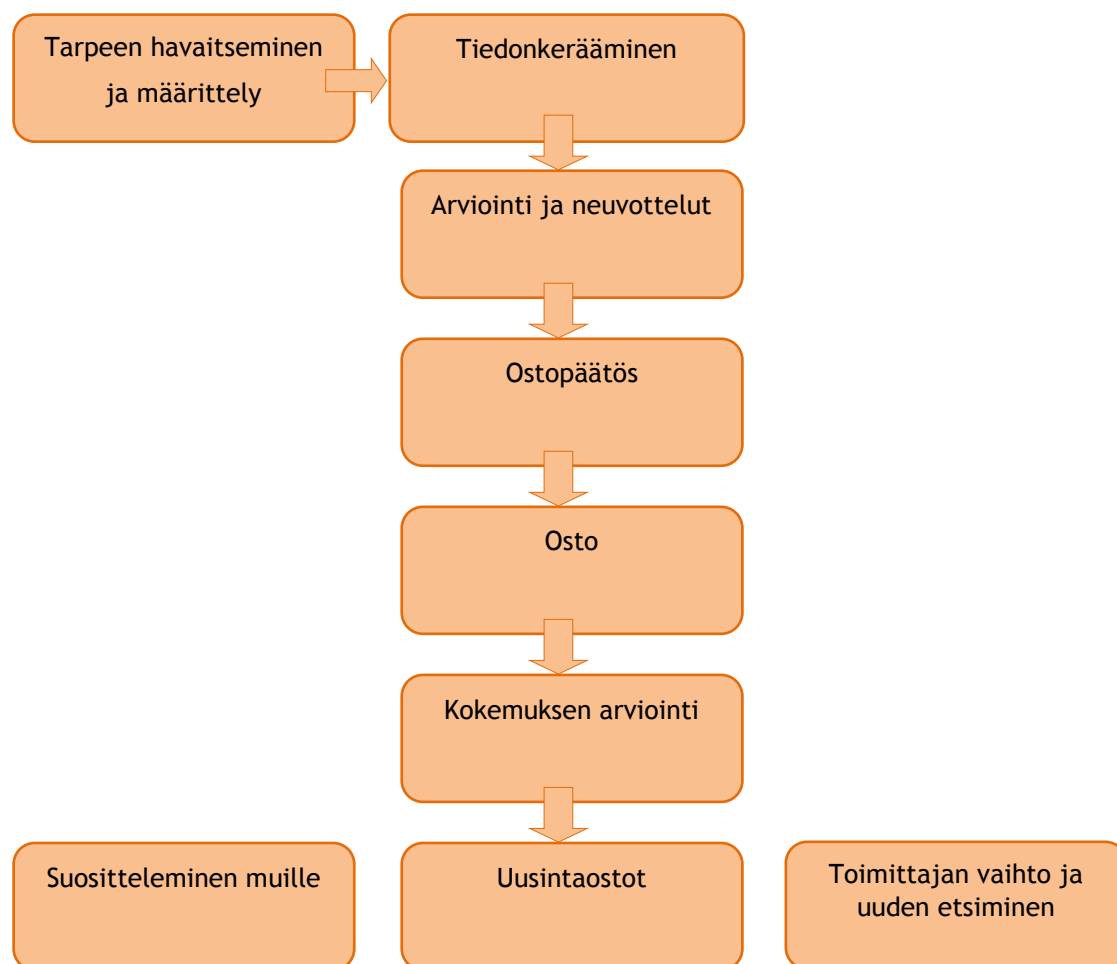 Tarpeen havaitseminen
ja määrittely
Tiedonkerääminen
Arviointi ja neuvottelut
Ostopäätös
Osto
Kokemuksen arviointi
Suositteleminen muille
Uusintaostot
Toimittajan vaihto ja
uuden etsiminen